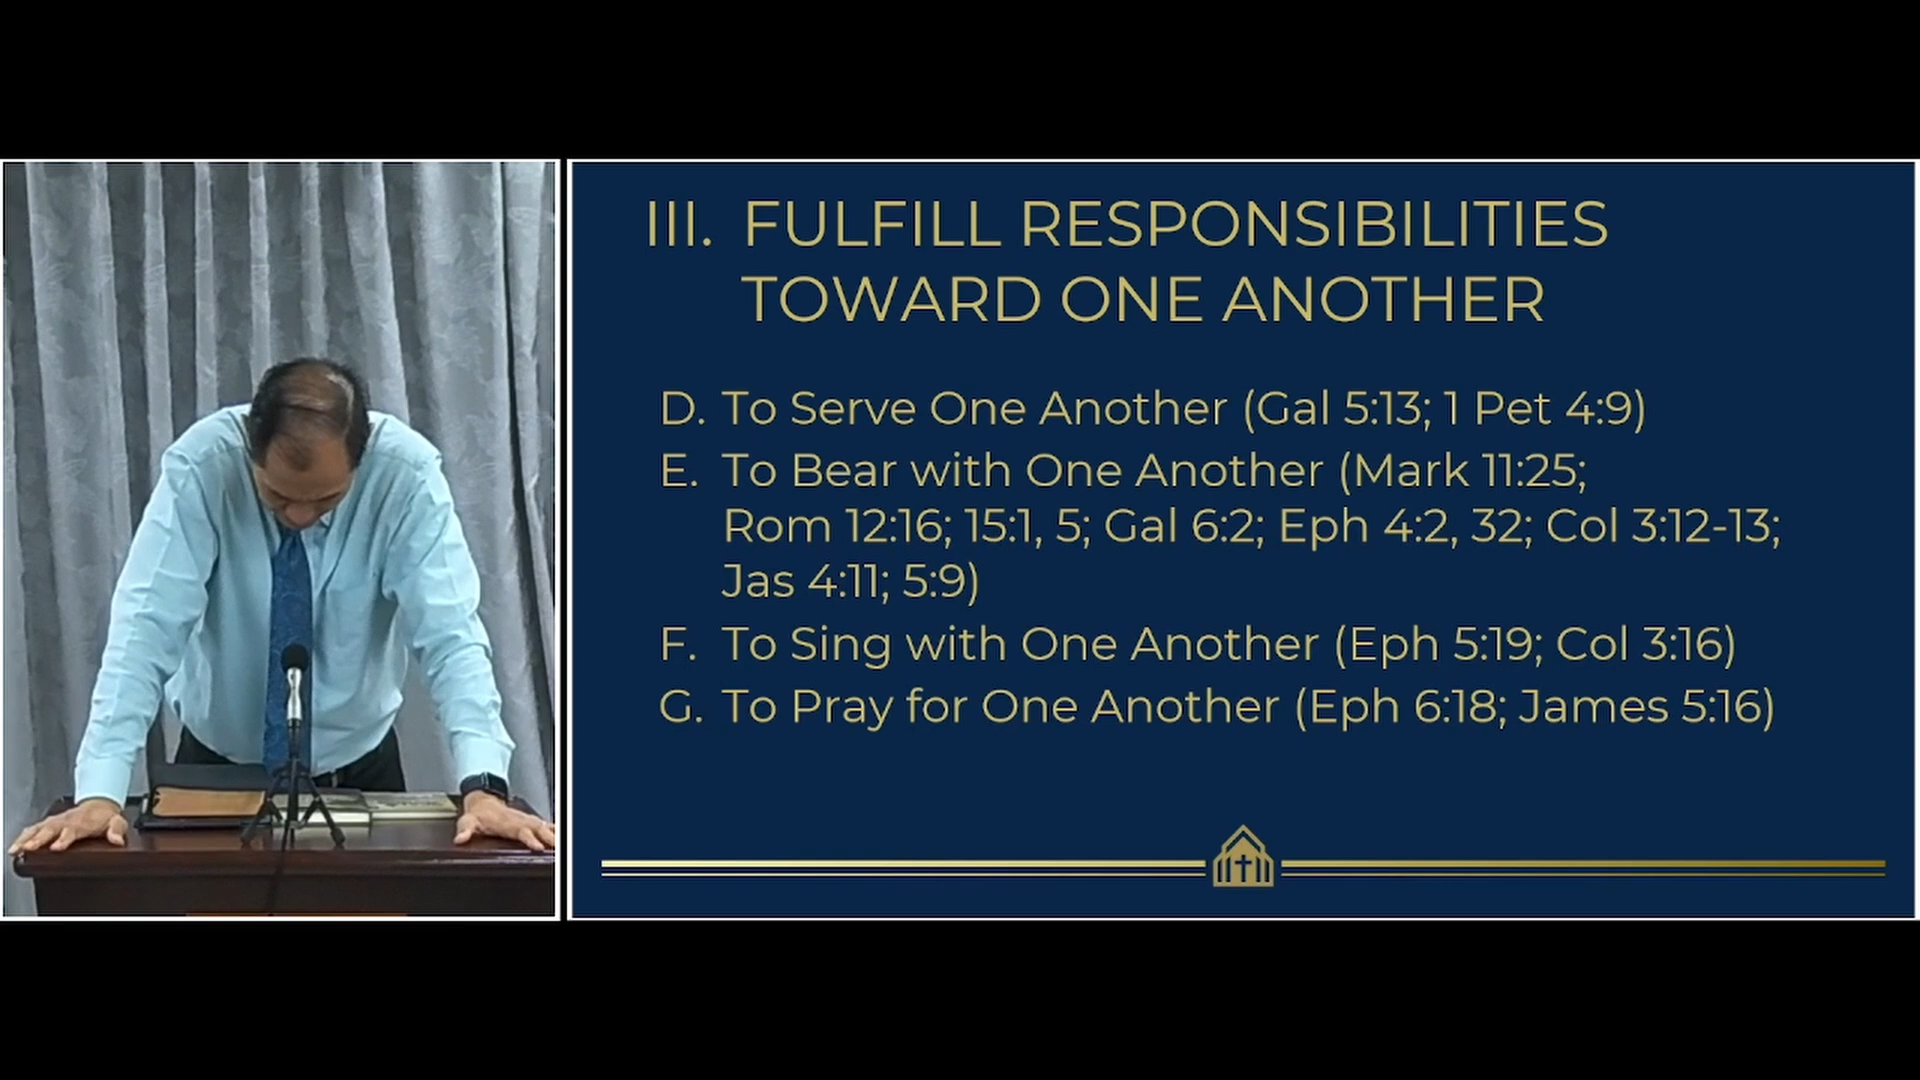 III. FULFILL RESPONSIBILITIES
TOWARD ONE ANOTHER
D. To Serve One Another (Gal 5:13; 1 Pet 4:9)
E. To Bear with One Another (Mark 11:25;
Rom 12:16; 15:1, 5; Gal 6:2; Eph 4:2, 32; Col 3:12-13;
Jas 4:11; 5:9)
F. To Sing with One Another (Eph 5:19; Col 3:16)
G. To Pray for One Another (Eph 6:18; James 5:16)